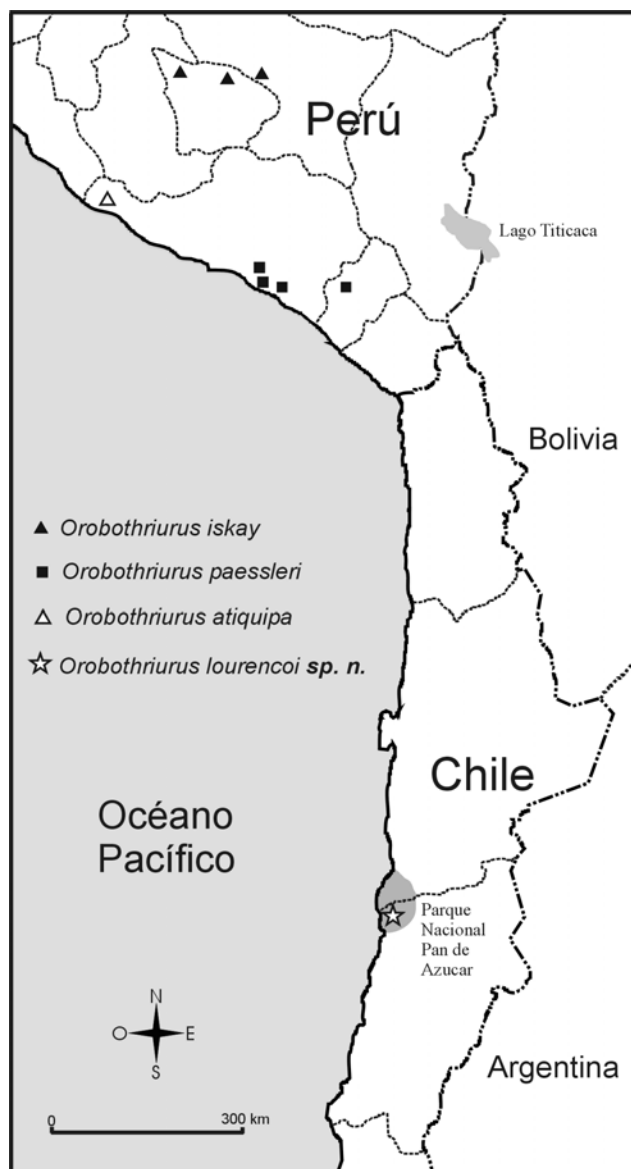 Perú
Lago Titicaca
Bolivia
Orobothriurus iskay
Orobothriurus paessleri
Orobothriurus atiquipa
Orobothriurus lourencoi sp. n.
Chile
Océano
Pacífico
Parque
Nacional
Pan de
Azucar
N
O E
S
Argentina
0 300 km